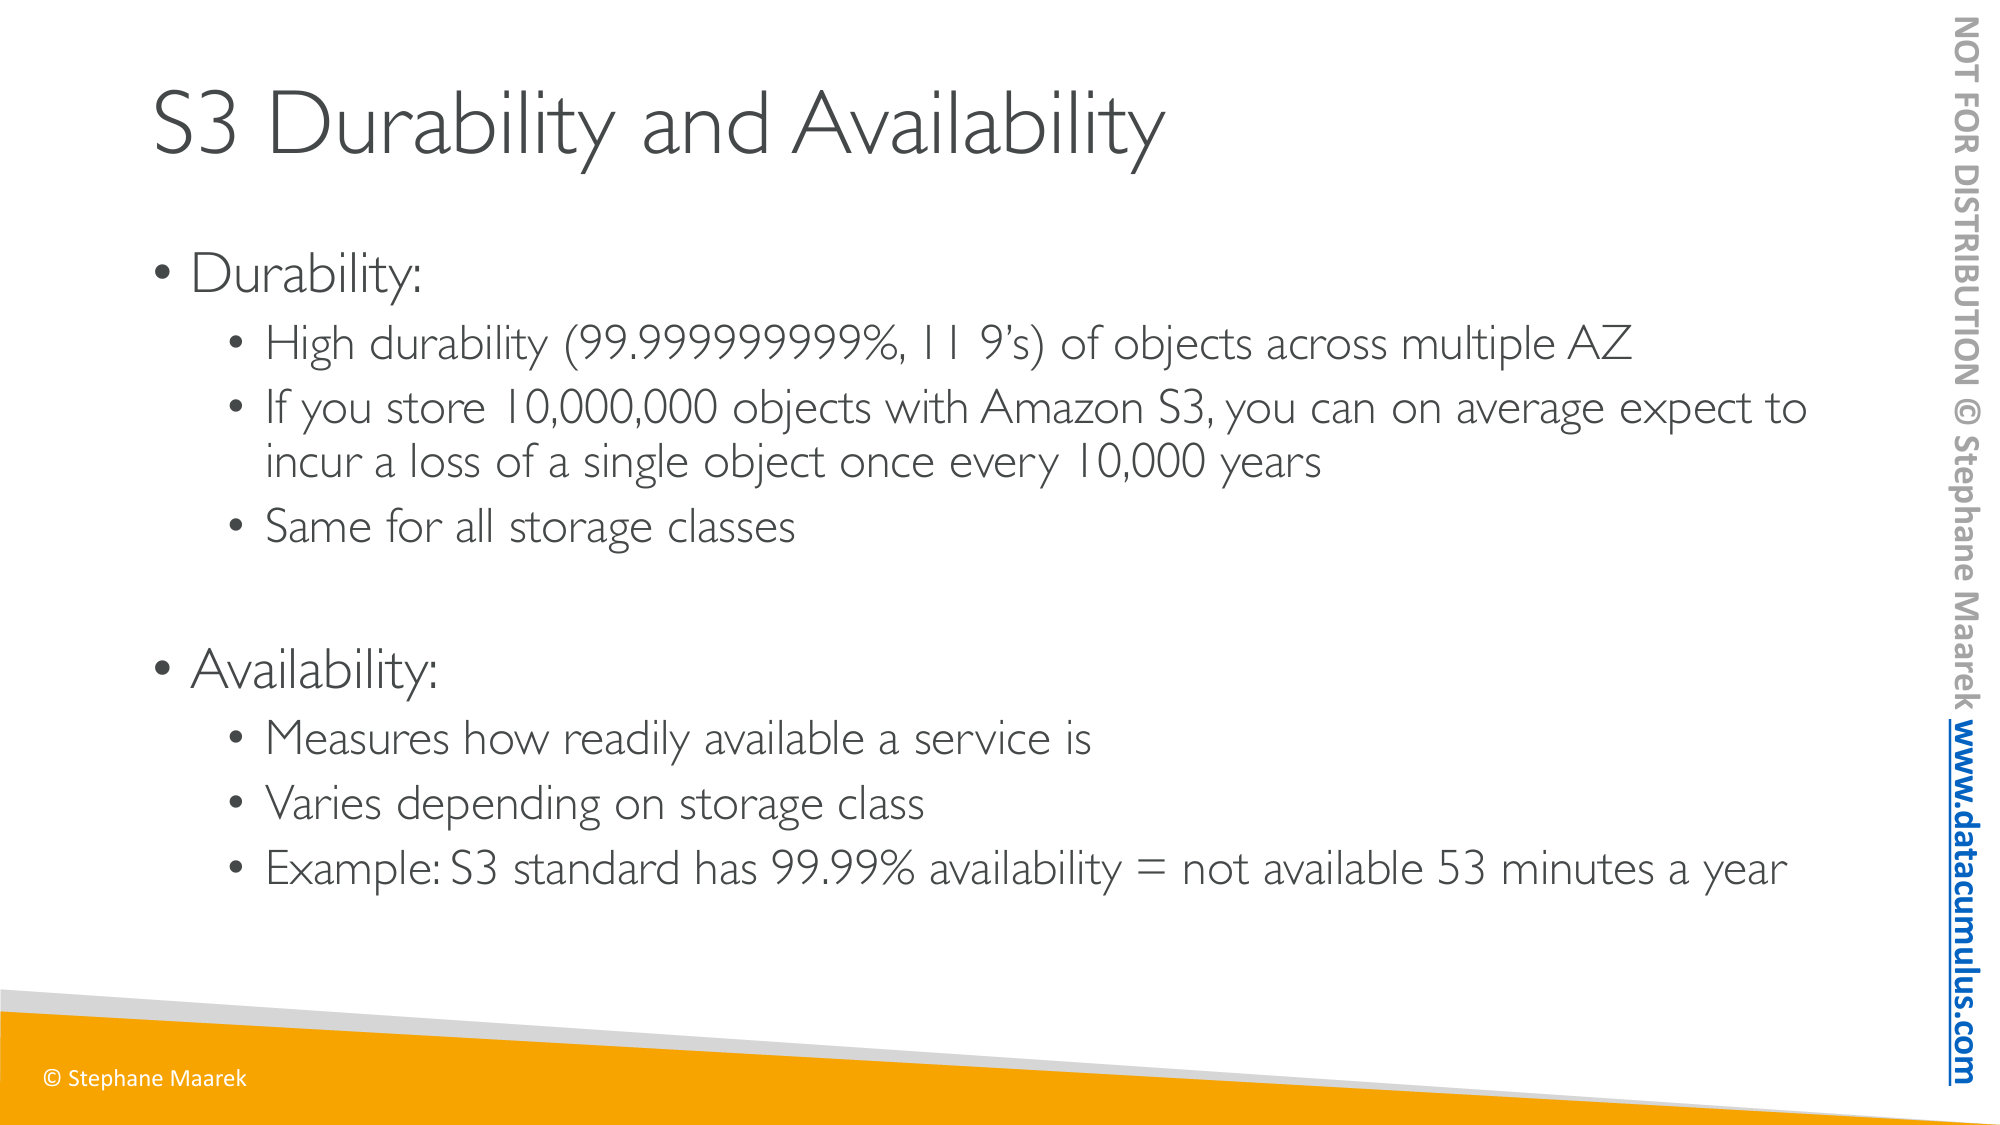 S3 Durability and Availability
• Durability:
• High durability (99.999999999%, 11 9’s) of objects across multiple AZ
• If you store 10,000,000 objects with Amazon S3, you can on average expect to
incur a loss of a single object once every 10,000 years
• Same for all storage classes
• Availability:
• Measures how readily available a service is
• Varies depending on storage class
• Example: S3 standard has 99.99% availability = not available 53 minutes a year
© Stephane Maarek
NOT FOR DISTRIBUTION © Stephane Maarek www.datacumulus.com